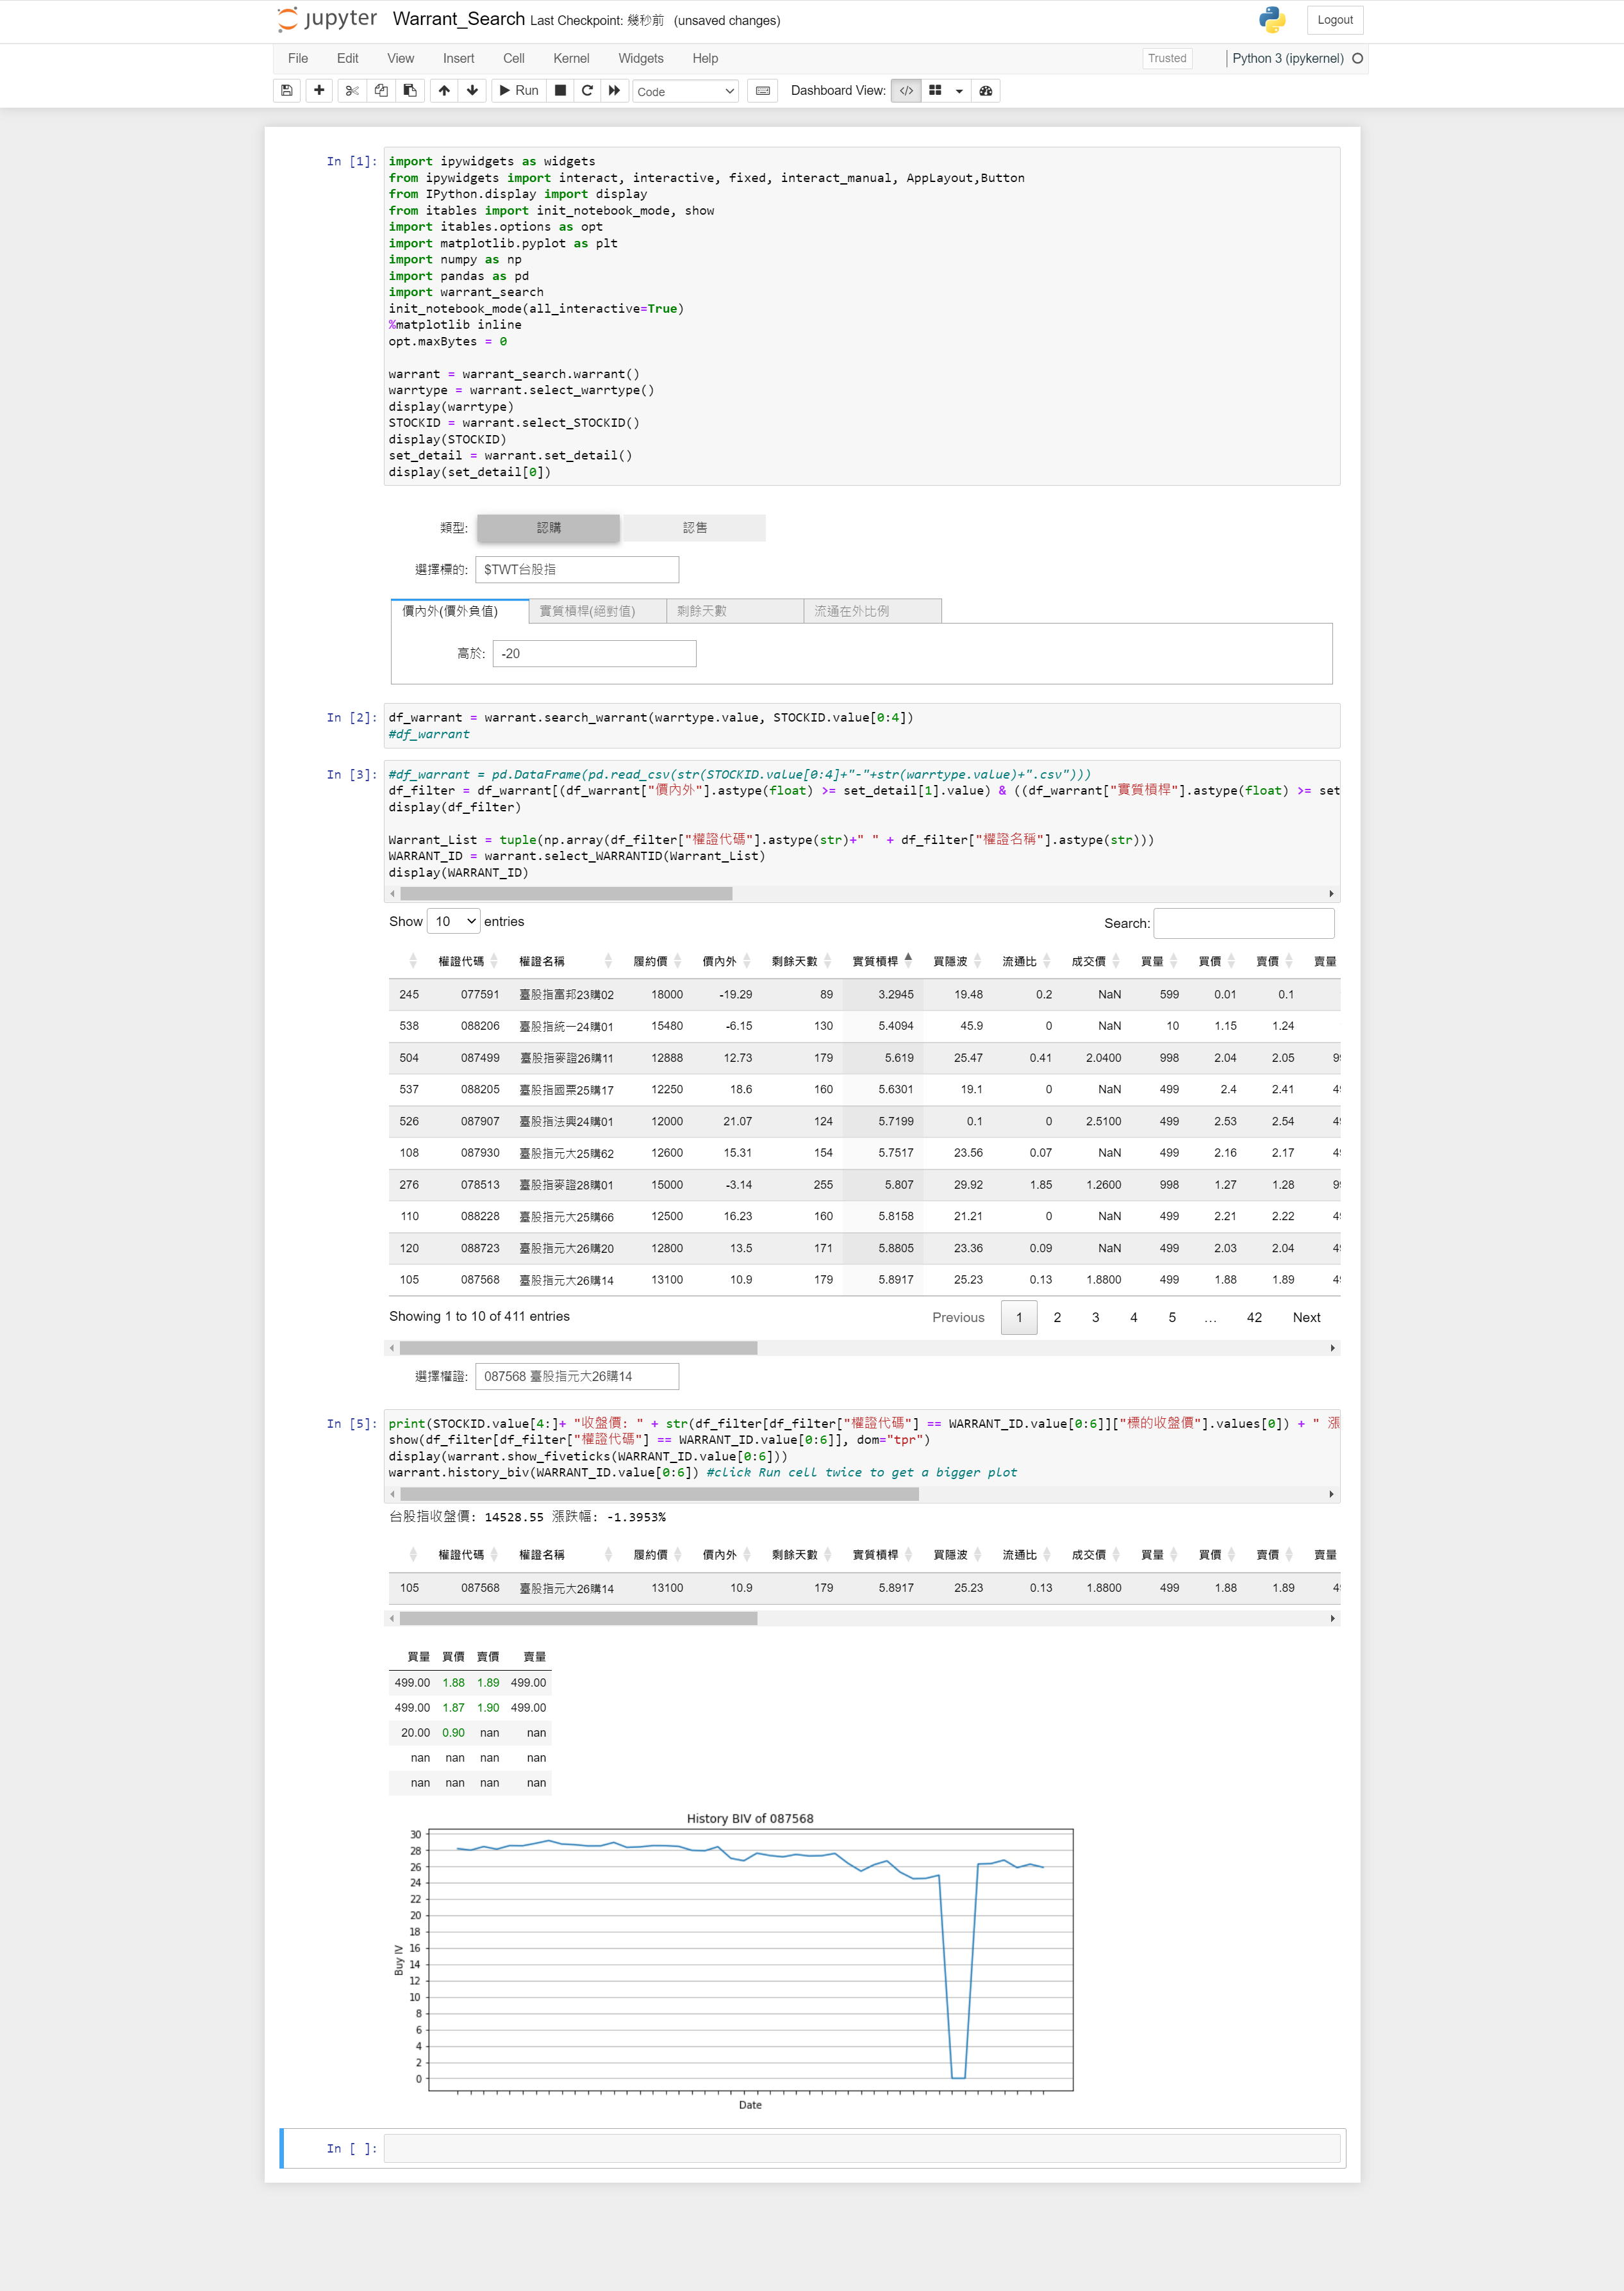 jupyter Warrant_Search Last Checkpoint: 幾秒前 (unsaved changes) Logout
File Edit View Insert Cell Kernel Widgets Help Trusted Python 3 (ipykernel)
Run Code Dashboard View:
In [1]:
import ipywidgets as widgets
from ipywidgets import interact, interactive, fixed, interact_manual, AppLayout,Button
from IPython.display import display
from itables import init_notebook_mode, show
import itables.options as opt
import matplotlib.pyplot as plt
import numpy as np
import pandas as pd
import warrant_search
init_notebook_mode(all_interactive=True)
%matplotlib inline
opt.maxBytes = 0
warrant = warrant_search.warrant()
warrtype = warrant.select_warrtype()
display(warrtype)
STOCKID = warrant.select_STOCKID()
display(STOCKID)
set_detail = warrant.set_detail()
display(set_detail[0])
類型: 認購 認售
選擇標的: $TWT台股指
價內外(價外負值) 實質槓桿(絕對值) 剩餘天數 流通在外比例
高於: -20
In [2]:
df_warrant = warrant.search_warrant(warrtype.value, STOCKID.value[0:4])
#df_warrant
In [3]:
#df_warrant = pd.DataFrame(pd.read_csv(str(STOCKID.value[0:4]+"-"+str(warrtype.value)+".csv")))
df_filter = df_warrant[(df_warrant["價內外"].astype(float) >= set_detail[1].value) & ((df_warrant["實質槓桿"].astype(float) >= set
display(df_filter)
Warrant_List = tuple(np.array(df_filter["權證代碼"].astype(str)+" " + df_filter["權證名稱"].astype(str)))
WARRANT_ID = warrant.select_WARRANTID(Warrant_List)
display(WARRANT_ID)
Show 10 entries Search:
權證代碼 權證名稱 履約價 價內外 剩餘天數 實質槓桿 買隱波 流通比 成交價 買量 買價 賣價 賣量
245 077591 臺股指富邦23購02 18000 -19.29 89 3.2945 19.48 0.2 NaN 599 0.01 0.1
538 088206 臺股指統一24購01 15480 -6.15 130 5.4094 45.9 0 NaN 10 1.15 1.24
504 087499 臺股指麥證26購11 12888 12.73 179 5.619 25.47 0.41 2.0400 998 2.04 2.05 99
537 088205 臺股指國票25購17 12250 18.6 160 5.6301 19.1 0 NaN 499 2.4 2.41 49
526 087907 臺股指法興24購01 12000 21.07 124 5.7199 0.1 0 2.5100 499 2.53 2.54 49
108 087930 臺股指元大25購62 12600 15.31 154 5.7517 23.56 0.07 NaN 499 2.16 2.17 49
276 078513 臺股指麥證28購01 15000 -3.14 255 5.807 29.92 1.85 1.2600 998 1.27 1.28 99
110 088228 臺股指元大25購66 12500 16.23 160 5.8158 21.21 0 NaN 499 2.21 2.22 49
120 088723 臺股指元大26購20 12800 13.5 171 5.8805 23.36 0.09 NaN 499 2.03 2.04 49
105 087568 臺股指元大26購14 13100 10.9 179 5.8917 25.23 0.13 1.8800 499 1.88 1.89 49
Showing 1 to 10 of 411 entries Previous 1 2 3 4 5 … 42 Next
選擇權證: 087568 臺股指元大26購14
In [5]:
print(STOCKID.value[4:]+ "收盤價: " + str(df_filter[df_filter["權證代碼"] == WARRANT_ID.value[0:6]]["標的收盤價"].values[0]) + " 漲
show(df_filter[df_filter["權證代碼"] == WARRANT_ID.value[0:6]], dom="tpr")
display(warrant.show_fiveticks(WARRANT_ID.value[0:6]))
warrant.history_biv(WARRANT_ID.value[0:6]) #click Run cell twice to get a bigger plot
台股指收盤價: 14528.55 漲跌幅: -1.3953%
權證代碼 權證名稱 履約價 價內外 剩餘天數 實質槓桿 買隱波 流通比 成交價 買量 買價 賣價 賣量
105 087568 臺股指元大26購14 13100 10.9 179 5.8917 25.23 0.13 1.8800 499 1.88 1.89 49
買量 買價 賣價 賣量
499.00 1.88 1.89 499.00
499.00 1.87 1.90 499.00
20.00 0.90 nan nan
nan nan nan nan
nan nan nan nan
History BIV of 087568
30
28
26
24
22
20
18
16
14
12
10
8
6
4
2
0
Buy IV
Date
In [ ]: